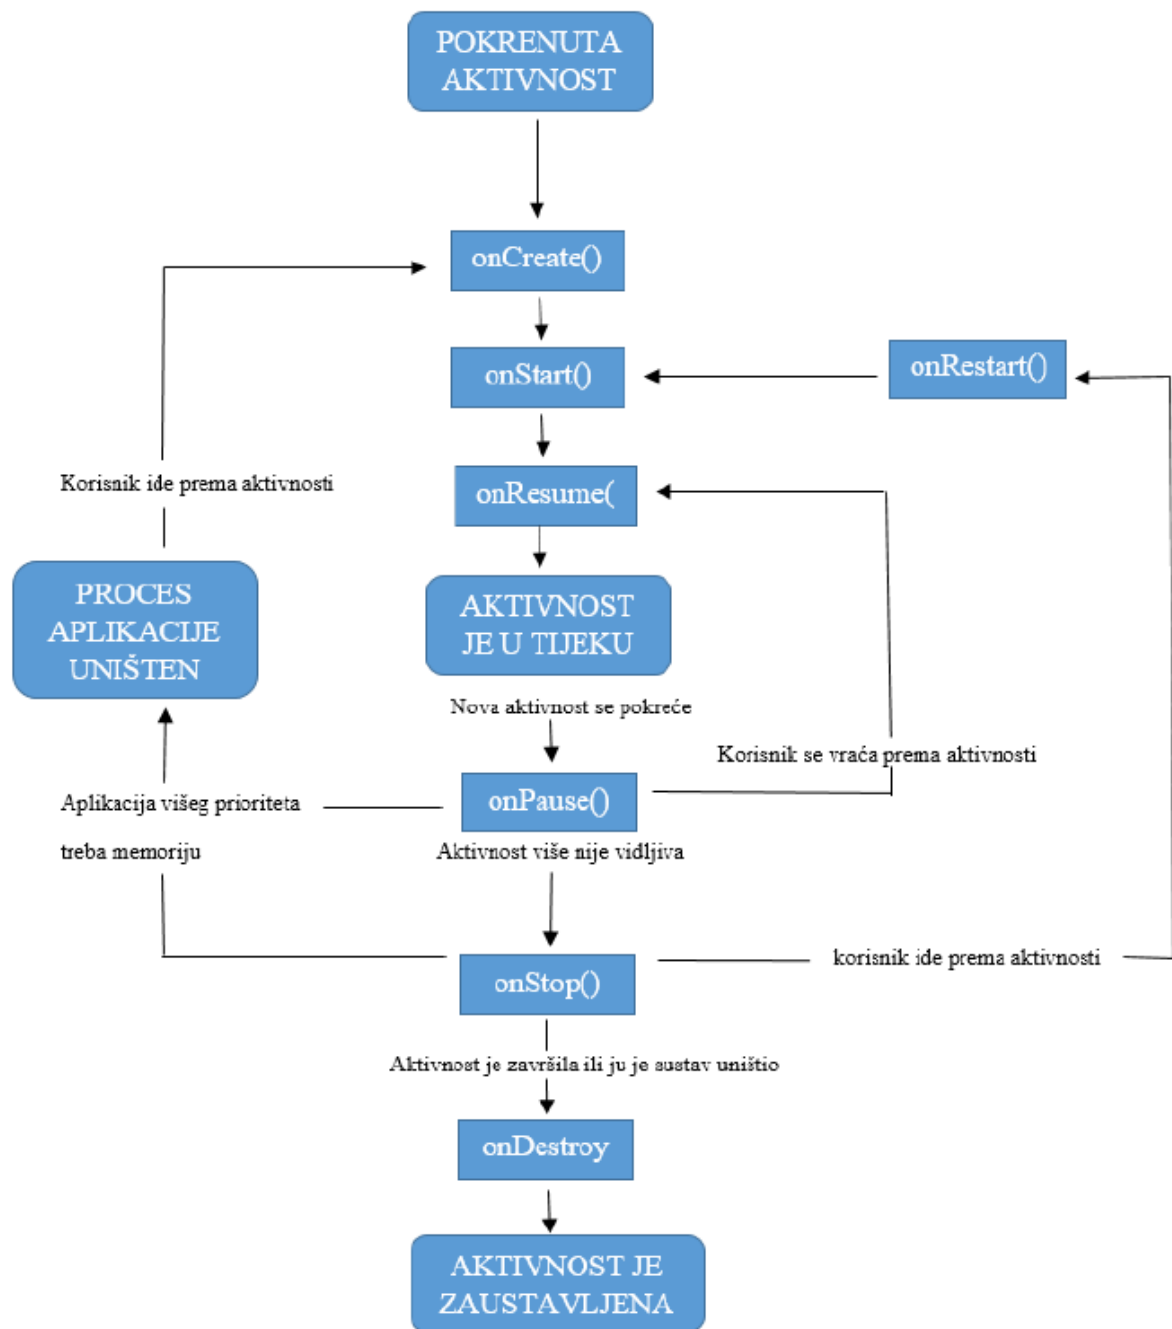 POKRENUTA
AKTIVNOST
onCreate()
onStart()
onRestart()
Korisnik ide prema aktivnosti
onResume(
PROCES
APLIKACIJE
UNIŠTEN
AKTIVNOST
JE U TIJEKU
Nova aktivnost se pokreće
Korisnik se vraća prema aktivnosti
Aplikacija višeg prioriteta
treba memoriju
onPause()
Aktivnost više nije vidljiva
onStop()
korisnik ide prema aktivnosti
Aktivnost je završila ili ju je sustav uništio
onDestroy
AKTIVNOST JE
ZAUSTAVLJENA